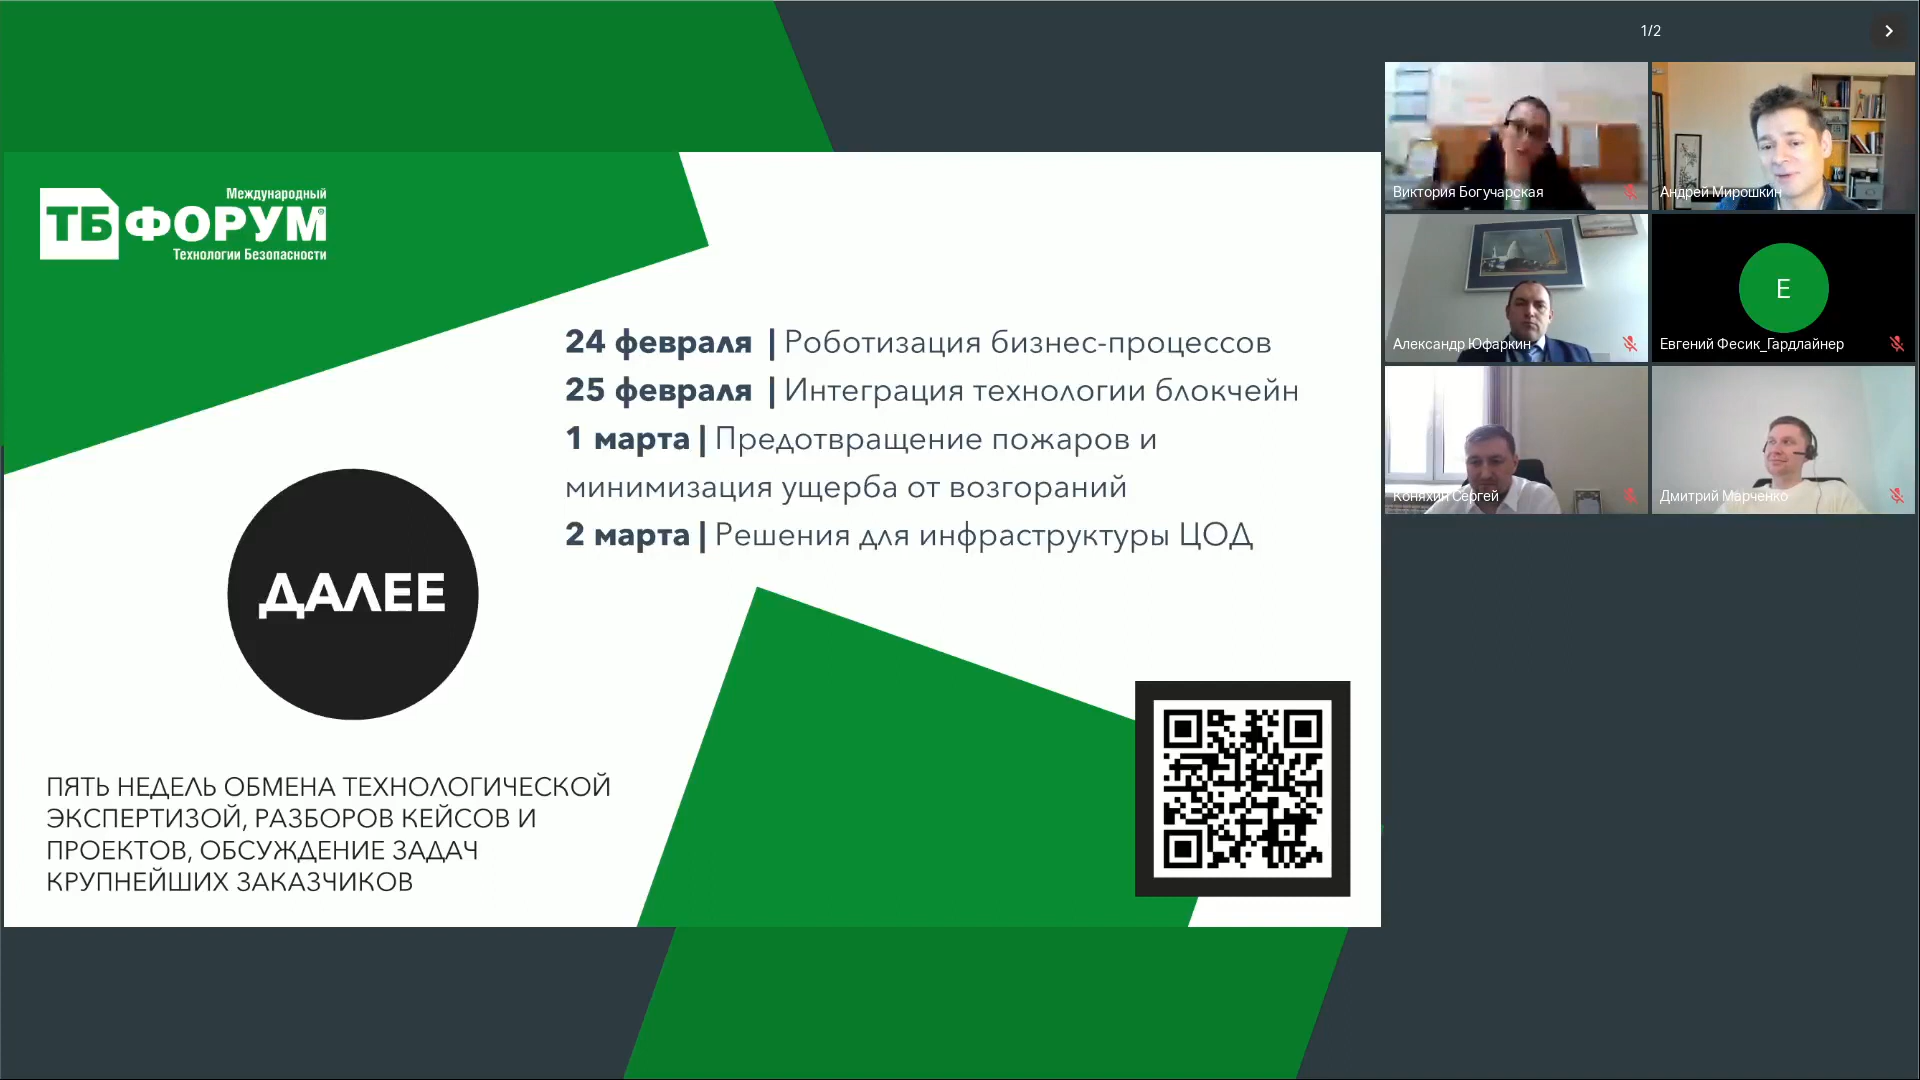 1/2
Международный
ТБ ФОРУМ®
Технологии Безопасности
24 февраля | Роботизация бизнес-процессов
25 февраля | Интеграция технологии блокчейн
1 марта | Предотвращение пожаров и
минимизация ущерба от возгораний
2 марта | Решения для инфраструктуры ЦОД
ДАЛЕЕ
ПЯТЬ НЕДЕЛЬ ОБМЕНА ТЕХНОЛОГИЧЕСКОЙ
ЭКСПЕРТИЗОЙ, РАЗБОРОВ КЕЙСОВ И
ПРОЕКТОВ, ОБСУЖДЕНИЕ ЗАДАЧ
КРУПНЕЙШИХ ЗАКАЗЧИКОВ
Виктория Богучарская
Андрей Мирошкин
Александр Юфаркин
Е
Евгений Фесик_Гардлайнер
Коняхин Сергей
Дмитрий Марченко